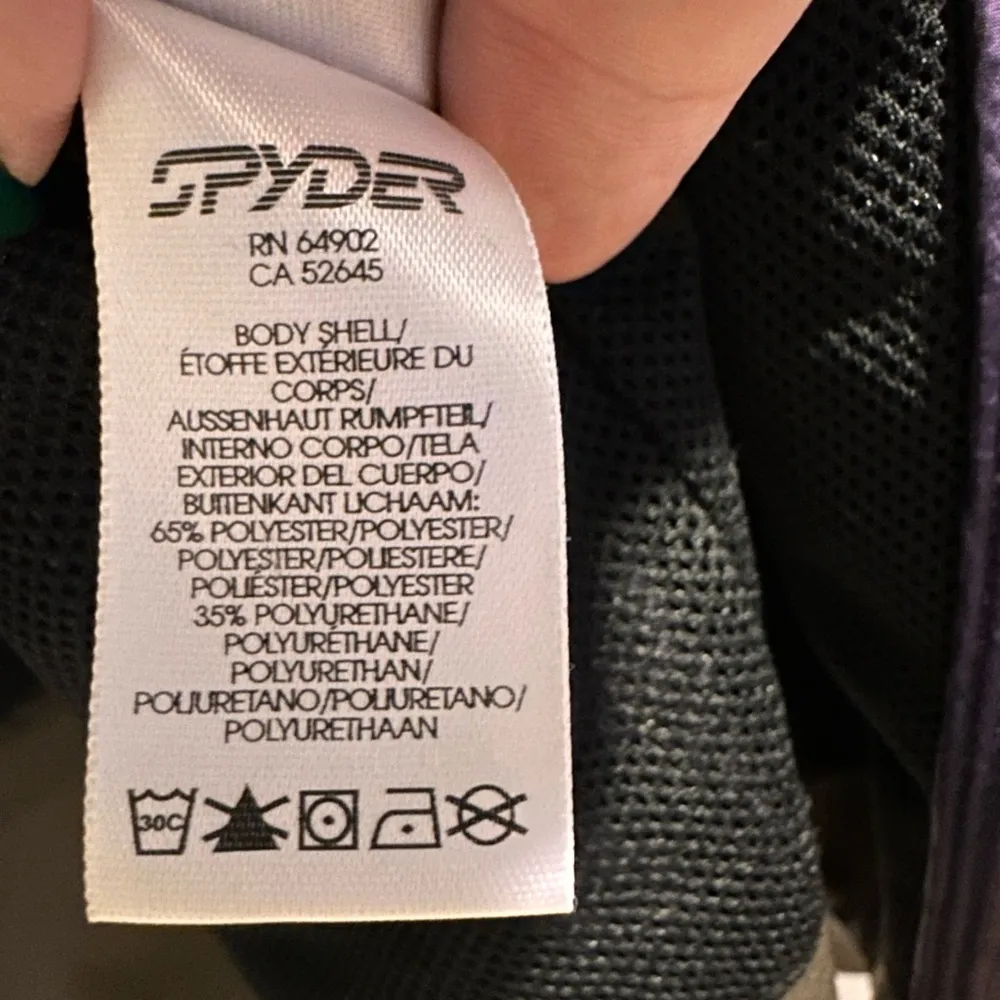 SPYDER
RN 64902
CA 52645
BODY SHELL/
ÉTOFFE EXTÉRIEURE DU
CORPS/
AUSSENHAUT RUMPFTEIL/
INTERNO CORPO/TELA
EXTERIOR DEL CUERPO/
BUITENKANT LICHAAM:
65% POLYESTER/POLYESTER/
POLYESTER/POLIESTERE/
POLIÉSTER/POLYESTER
35% POLYURETHANE/
POLYURÉTHANE/
POLYURETHAN/
POLIURETANO/POLIURETANO/
POLYURETHAAN
30C